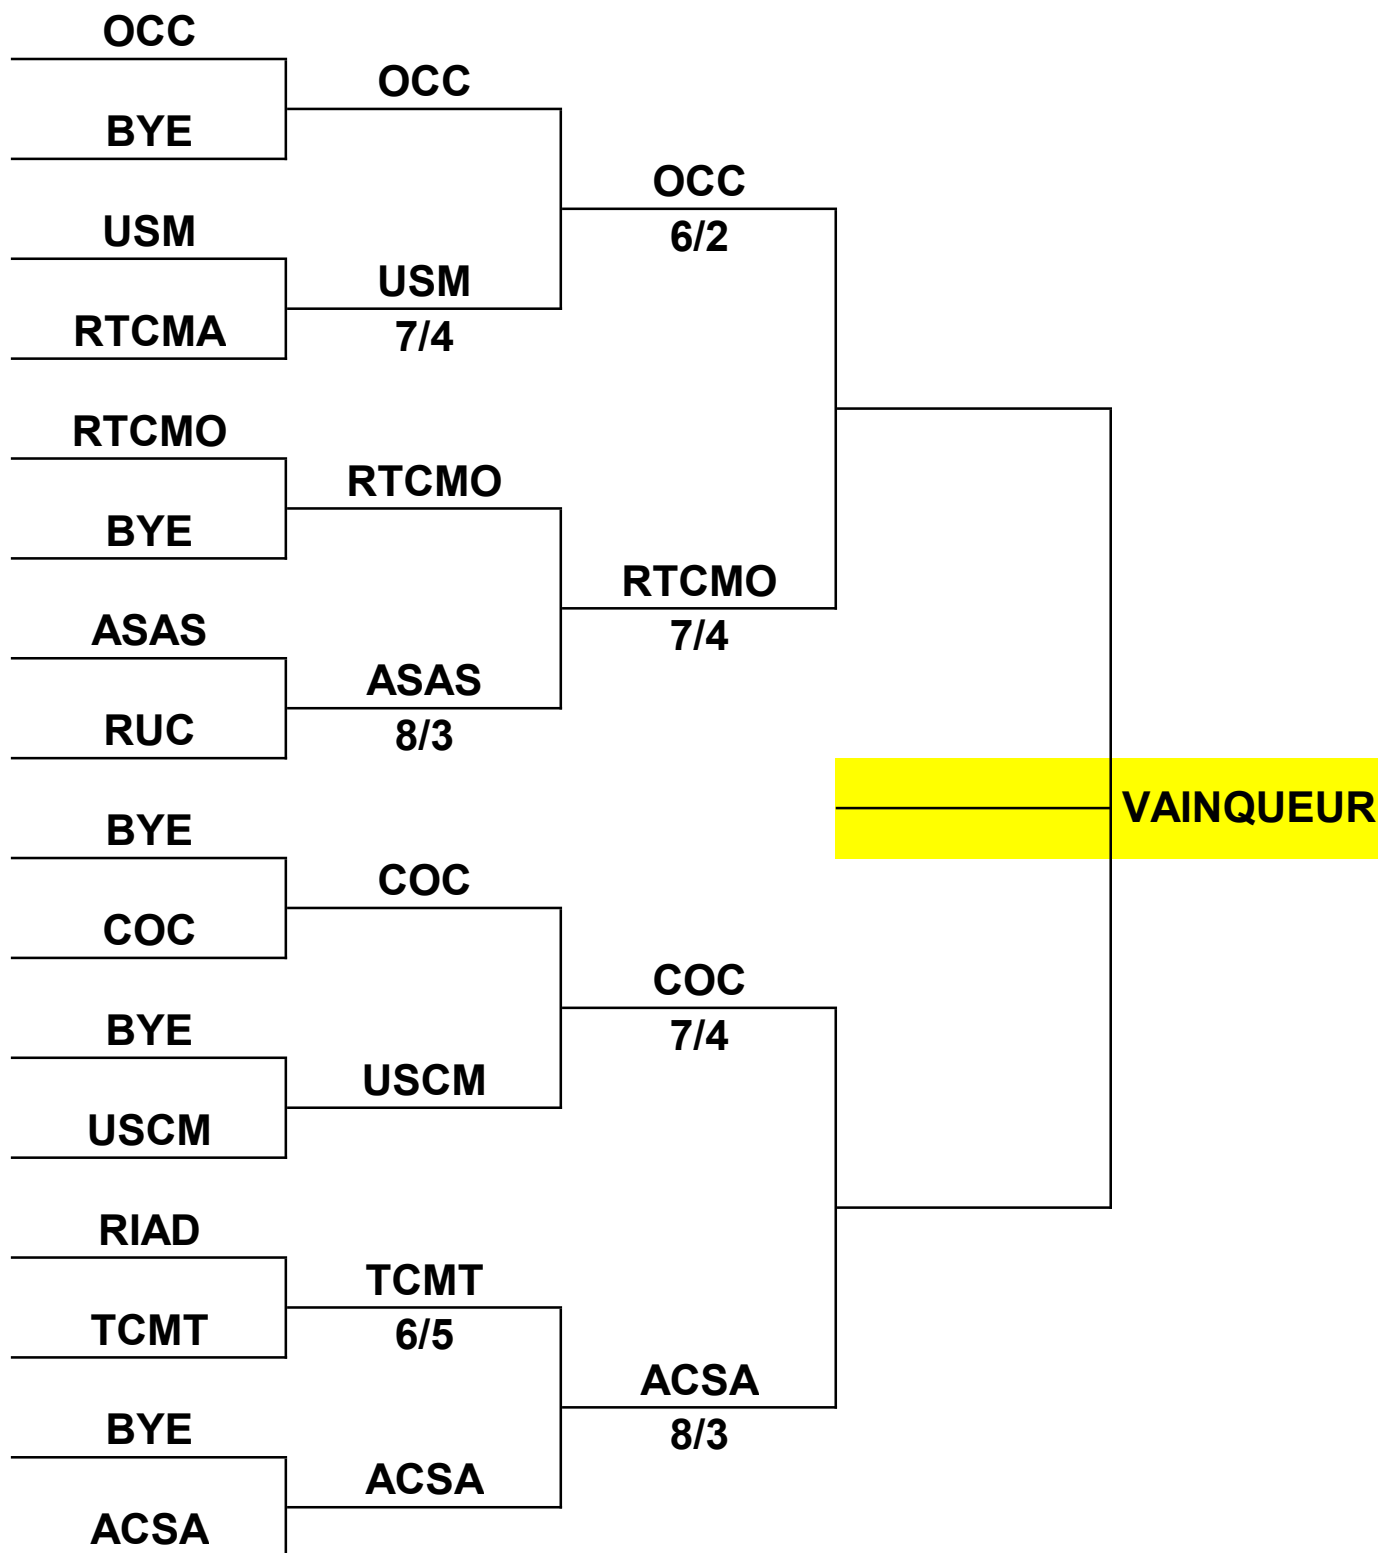 OCC
OCC
BYE
OCC
6/2
USM
USM
7/4
RTCMA
RTCMO
RTCMO
BYE
RTCMO
7/4
ASAS
ASAS
8/3
RUC
VAINQUEUR
BYE
COC
COC
COC
7/4
BYE
USCM
USCM
RIAD
TCMT
6/5
TCMT
ACSA
8/3
BYE
ACSA
ACSA